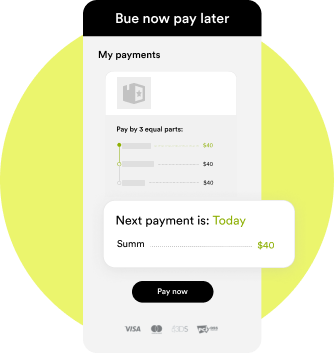 Bue now pay later
My payments
Pay by 3 equal parts:
$40
$40
$40
Next payment is: Today
Summ $40
Pay now
VISA